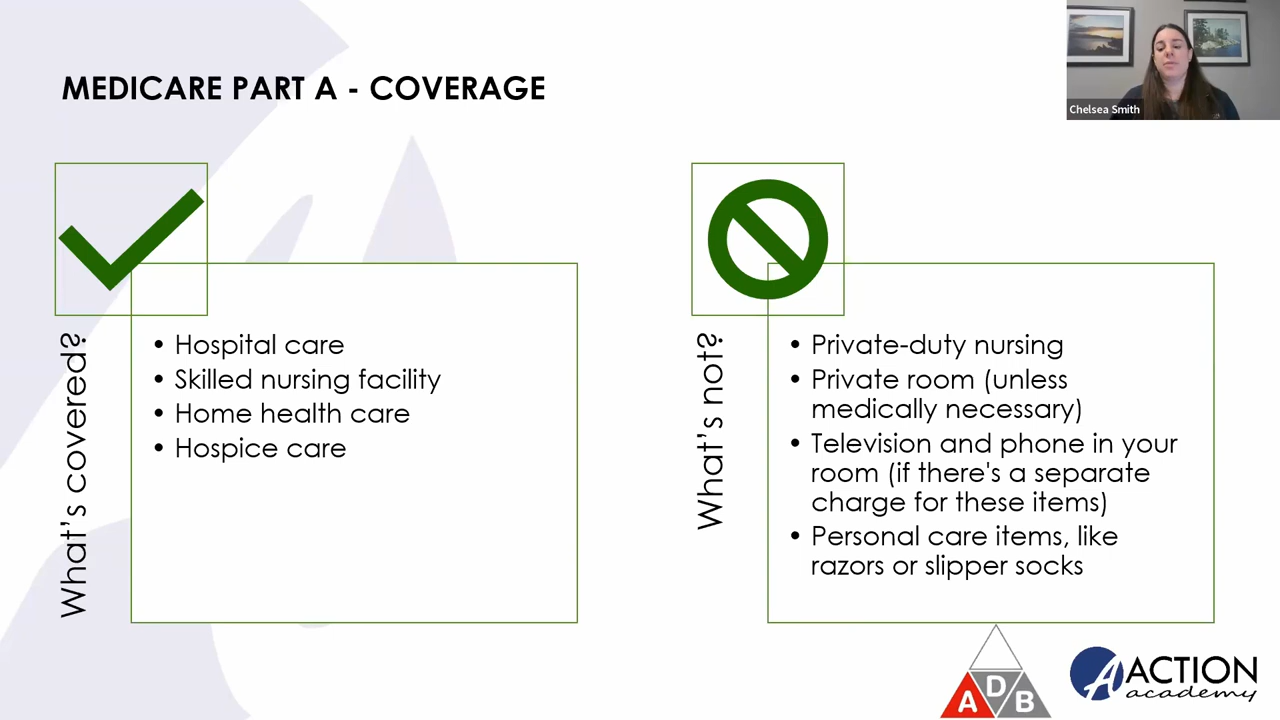 MEDICARE PART A - COVERAGE
Chelsea Smith
What's covered?
• Hospital care
• Skilled nursing facility
• Home health care
• Hospice care
What's not?
• Private-duty nursing
• Private room (unless
medically necessary)
• Television and phone in your
room (if there's a separate
charge for these items)
• Personal care items, like
razors or slipper socks
A D B
A ACTION
academy